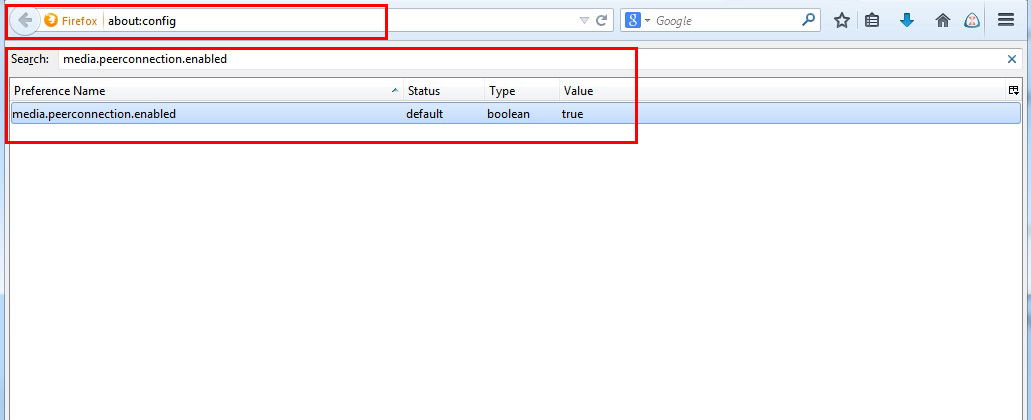 Firefox about:config Google
Search: media.peerconnection.enabled
Preference Name Status Type Value
media.peerconnection.enabled default boolean true